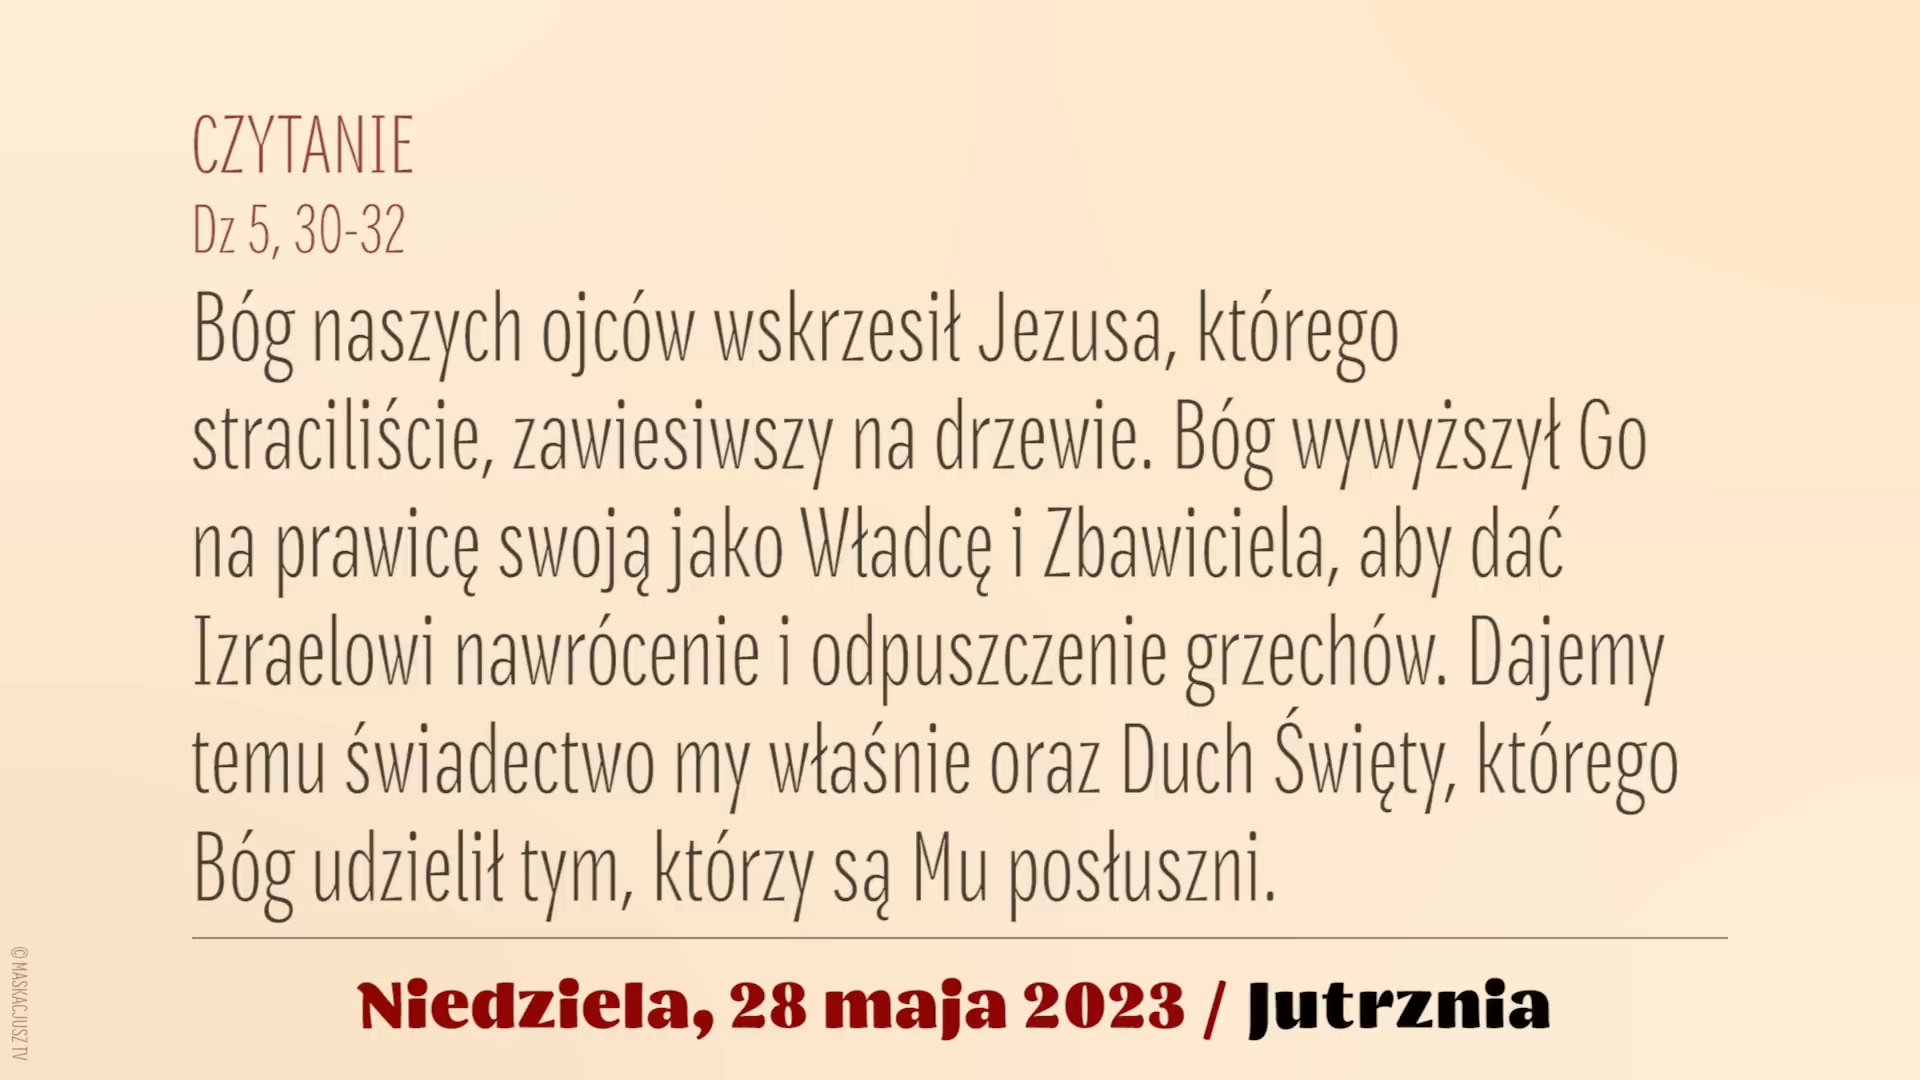 CZYTANIE
Dz 5, 30-32
Bóg naszych ojców wskrzesił Jezusa, którego
straciliście, zawiesiwszy na drzewie. Bóg wywyższył Go
na prawicę swoją jako Władcę i Zbawiciela, aby dać
Izraelowi nawrócenie i odpuszczenie grzechów. Dajemy
temu świadectwo my właśnie oraz Duch Święty, którego
Bóg udzielił tym, którzy są Mu posłuszni.
Niedziela, 28 maja 2023 / Jutrznia
© MASKACJUSZ TV